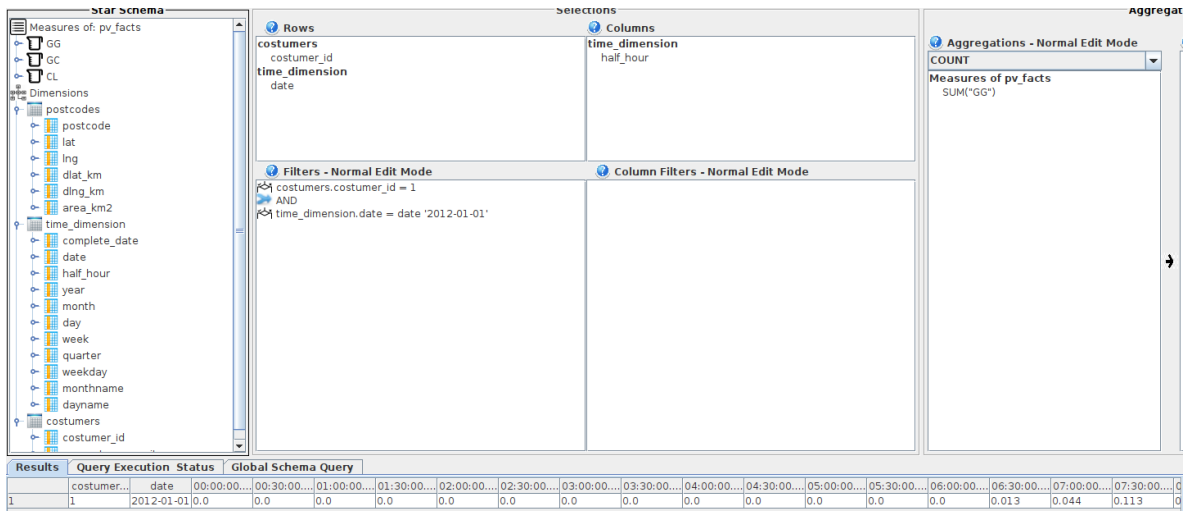 Star Schema
Measures of: pv_facts
GG
GC
CL
Dimensions
postcodes
postcode
lat
lng
dlat_km
dlng_km
area_km2
time_dimension
complete_date
date
half_hour
year
month
day
week
quarter
weekday
monthname
dayname
costumers
costumer_id
Selections
Rows
costumers
costumer_id
time_dimension
date
Columns
time_dimension
half_hour
Filters - Normal Edit Mode
costumers.costumer_id = 1
AND
time_dimension.date = date '2012-01-01'
Column Filters - Normal Edit Mode
Aggregat
Aggregations - Normal Edit Mode
COUNT
Measures of pv_facts
SUM("GG")
Results Query Execution Status Global Schema Query
costumer... date 00:00:00.... 00:30:00.... 01:00:00.... 01:30:00.... 02:00:00.... 02:30:00.... 03:00:00.... 03:30:00.... 04:00:00.... 04:30:00.... 05:00:00.... 05:30:00.... 06:00:00.... 06:30:00.... 07:00:00.... 07:30:00.... 0
1 1 2012-01-01 0.0 0.0 0.0 0.0 0.0 0.0 0.0 0.0 0.0 0.0 0.0 0.0 0.0 0.013 0.044 0.113 0